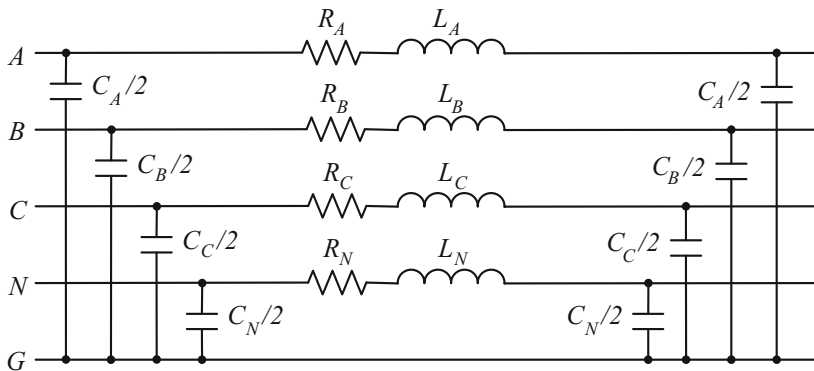 R_A L_A
A
C_A/2 C_A/2
R_B L_B
B
C_B/2 C_B/2
R_C L_C
C
C_C/2 C_C/2
R_N L_N
N
C_N/2 C_N/2
G